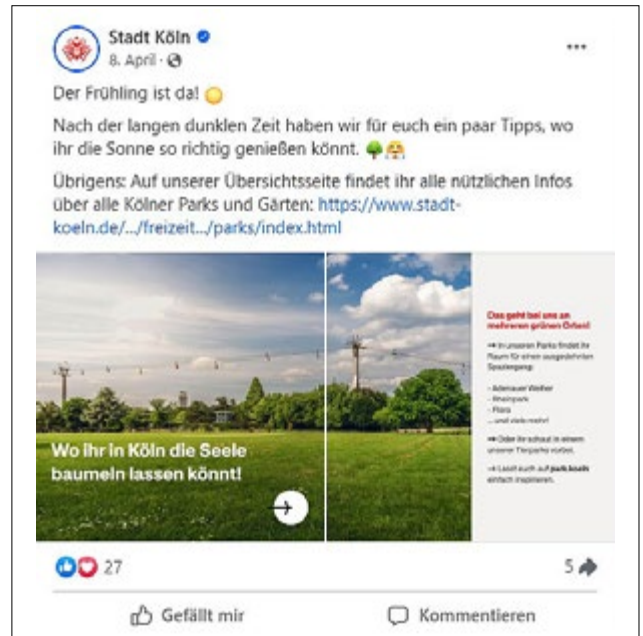 Stadt Köln
8. April
Der Frühling ist da!
Nach der langen dunklen Zeit haben wir für euch ein paar Tipps, wo
ihr die Sonne so richtig genießen könnt.
Übrigens: Auf unserer Übersichtsseite findet ihr alle nützlichen Infos
über alle Kölner Parks und Gärten: https://www.stadt-
koeln.de/.../freizeit.../parks/index.html
Wo ihr in Köln die Seele
baumeln lassen könnt!
Das geht bei uns an
mehreren grünen Orten!
→ In unseren Parks findet ihr
Raum für einen ausgedehnten
Spaziergang:
- Adenauer Weiher
- Rheinpark
- Flora
... und viele mehr!
→ Oder ihr schaut in einem
unserer Tierparks vorbei.
→ Lasst euch auf park.koeln
einfach inspirieren.
27
5
Gefällt mir
Kommentieren